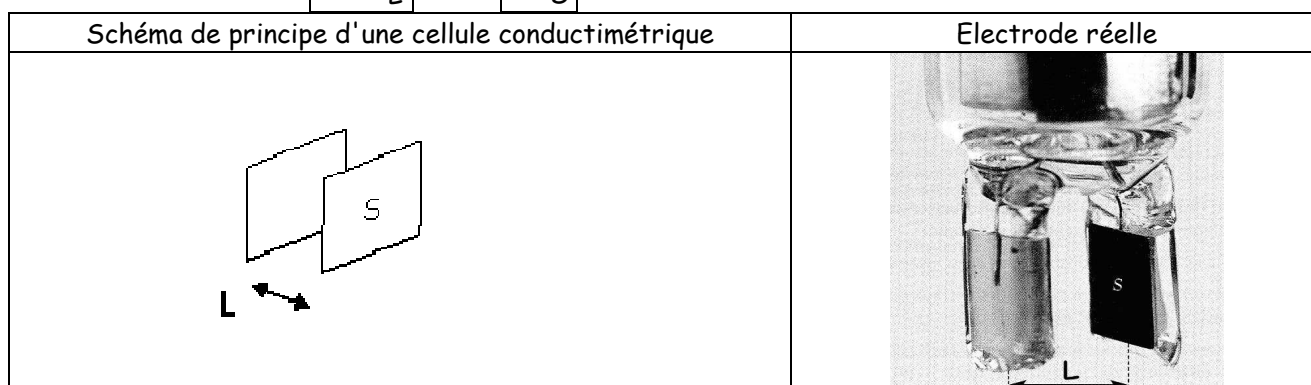 Schéma de principe d'une cellule conductimétrique
Electrode réelle
S
L
S
L